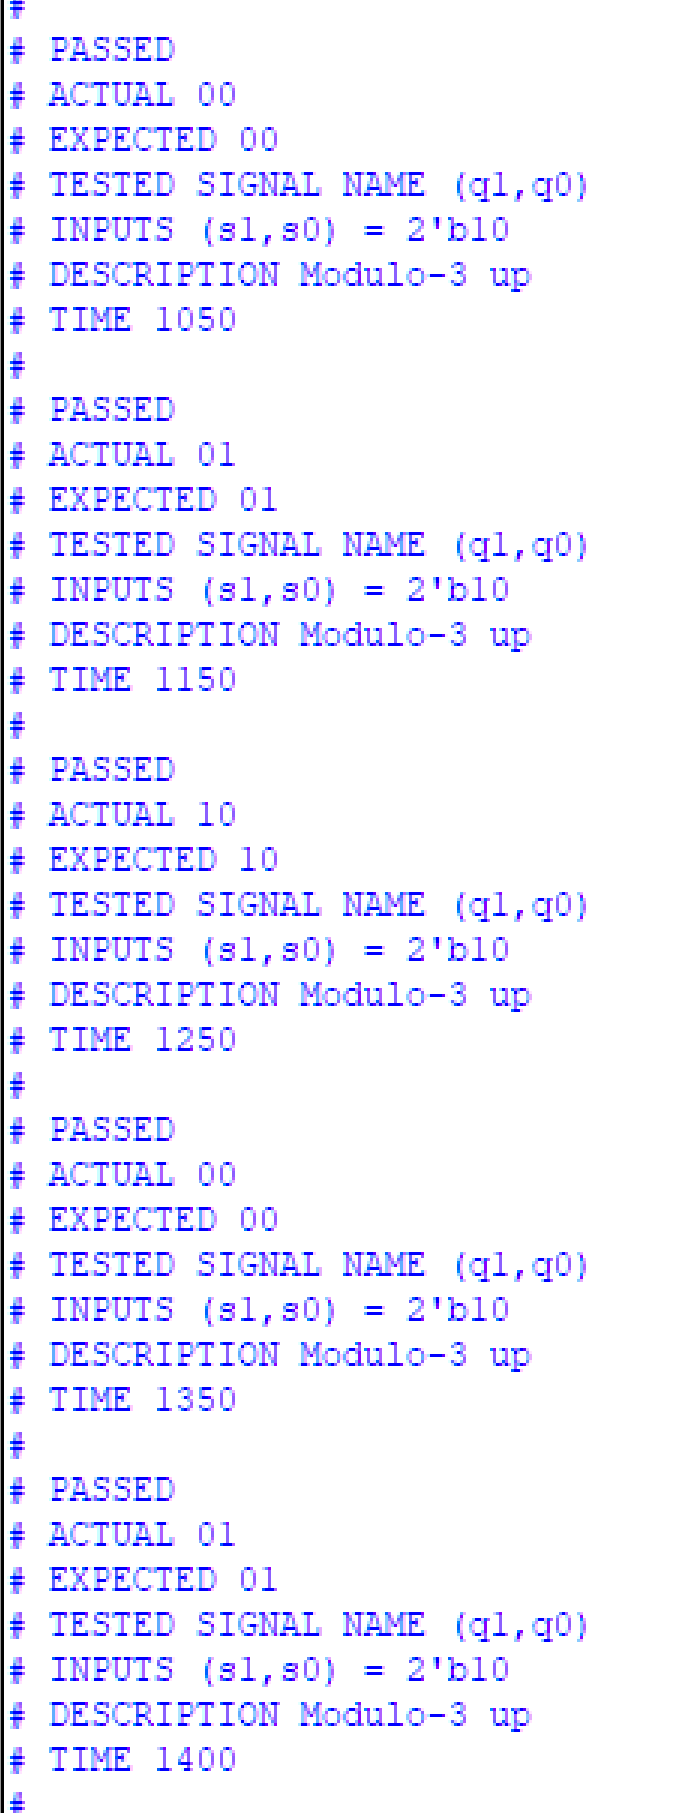 #
# PASSED
# ACTUAL 00
# EXPECTED 00
# TESTED SIGNAL NAME (q1,q0)
# INPUTS (s1,s0) = 2'b10
# DESCRIPTION Modulo-3 up
# TIME 1050
#
# PASSED
# ACTUAL 01
# EXPECTED 01
# TESTED SIGNAL NAME (q1,q0)
# INPUTS (s1,s0) = 2'b10
# DESCRIPTION Modulo-3 up
# TIME 1150
#
# PASSED
# ACTUAL 10
# EXPECTED 10
# TESTED SIGNAL NAME (q1,q0)
# INPUTS (s1,s0) = 2'b10
# DESCRIPTION Modulo-3 up
# TIME 1250
#
# PASSED
# ACTUAL 00
# EXPECTED 00
# TESTED SIGNAL NAME (q1,q0)
# INPUTS (s1,s0) = 2'b10
# DESCRIPTION Modulo-3 up
# TIME 1350
#
# PASSED
# ACTUAL 01
# EXPECTED 01
# TESTED SIGNAL NAME (q1,q0)
# INPUTS (s1,s0) = 2'b10
# DESCRIPTION Modulo-3 up
# TIME 1400
#